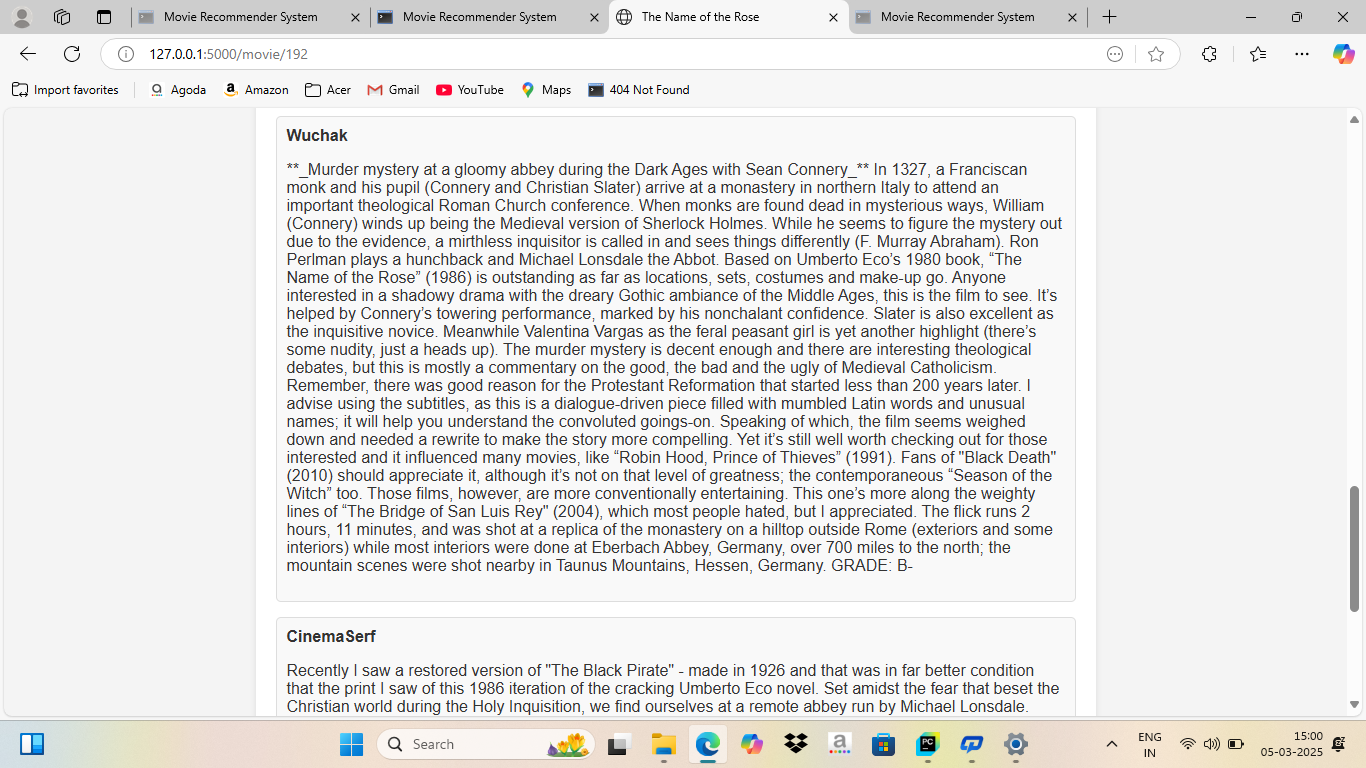 Movie Recommender System
Movie Recommender System
The Name of the Rose
Movie Recommender System
127.0.0.1:5000/movie/192
Import favorites
Agoda
Amazon
Acer
Gmail
YouTube
Maps
404 Not Found
Wuchak
**_Murder mystery at a gloomy abbey during the Dark Ages with Sean Connery_** In 1327, a Franciscan
monk and his pupil (Connery and Christian Slater) arrive at a monastery in northern Italy to attend an
important theological Roman Church conference. When monks are found dead in mysterious ways, William
(Connery) winds up being the Medieval version of Sherlock Holmes. While he seems to figure the mystery out
due to the evidence, a mirthless inquisitor is called in and sees things differently (F. Murray Abraham). Ron
Perlman plays a hunchback and Michael Lonsdale the Abbot. Based on Umberto Eco’s 1980 book, “The
Name of the Rose” (1986) is outstanding as far as locations, sets, costumes and make-up go. Anyone
interested in a shadowy drama with the dreary Gothic ambiance of the Middle Ages, this is the film to see. It’s
helped by Connery’s towering performance, marked by his nonchalant confidence. Slater is also excellent as
the inquisitive novice. Meanwhile Valentina Vargas as the feral peasant girl is yet another highlight (there’s
some nudity, just a heads up). The murder mystery is decent enough and there are interesting theological
debates, but this is mostly a commentary on the good, the bad and the ugly of Medieval Catholicism.
Remember, there was good reason for the Protestant Reformation that started less than 200 years later. I
advise using the subtitles, as this is a dialogue-driven piece filled with mumbled Latin words and unusual
names; it will help you understand the convoluted goings-on. Speaking of which, the film seems weighed
down and needed a rewrite to make the story more compelling. Yet it’s still well worth checking out for those
interested and it influenced many movies, like “Robin Hood, Prince of Thieves” (1991). Fans of "Black Death"
(2010) should appreciate it, although it’s not on that level of greatness; the contemporaneous “Season of the
Witch” too. Those films, however, are more conventionally entertaining. This one’s more along the weighty
lines of “The Bridge of San Luis Rey" (2004), which most people hated, but I appreciated. The flick runs 2
hours, 11 minutes, and was shot at a replica of the monastery on a hilltop outside Rome (exteriors and some
interiors) while most interiors were done at Eberbach Abbey, Germany, over 700 miles to the north; the
mountain scenes were shot nearby in Taunus Mountains, Hessen, Germany. GRADE: B-
CinemaSerf
Recently I saw a restored version of "The Black Pirate" - made in 1926 and that was in far better condition
that the print I saw of this 1986 iteration of the cracking Umberto Eco novel. Set amidst the fear that beset the
Christian world during the Holy Inquisition, we find ourselves at a remote abbey run by Michael Lonsdale.
Search
ENG
IN
15:00
05-03-2025